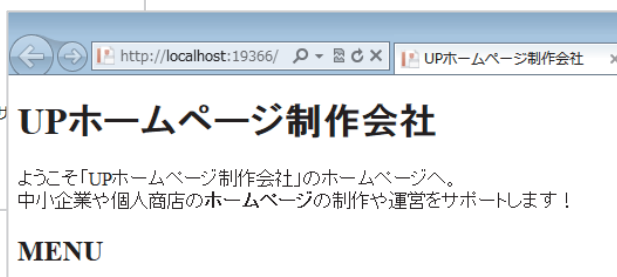 http://localhost:19366/
UPホームページ制作会社
UPホームページ制作会社
ようこそ「UPホームページ制作会社」のホームページへ。
中小企業や個人商店のホームページの制作や運営をサポートします！
MENU